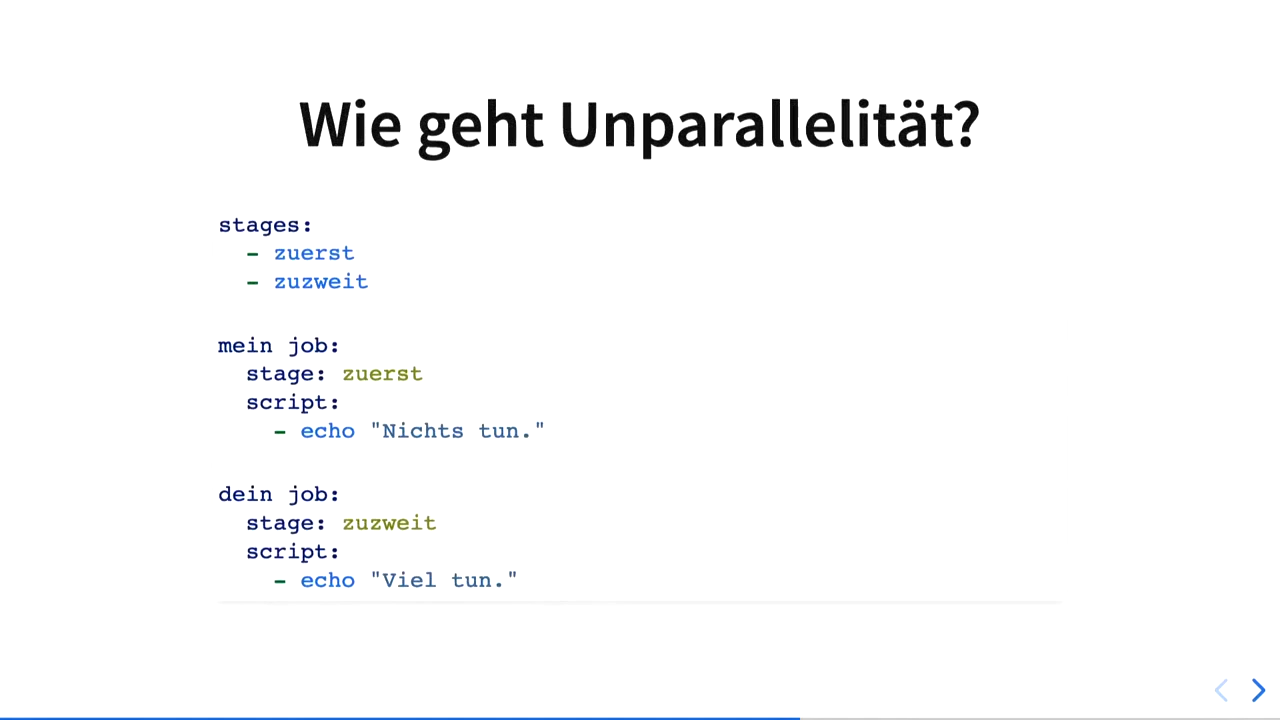 Wie geht Unparallelität?
stages:
  - zuerst
  - zuzweit
mein job:
  stage: zuerst
  script:
    - echo "Nichts tun."
dein job:
  stage: zuzweit
  script:
    - echo "Viel tun."